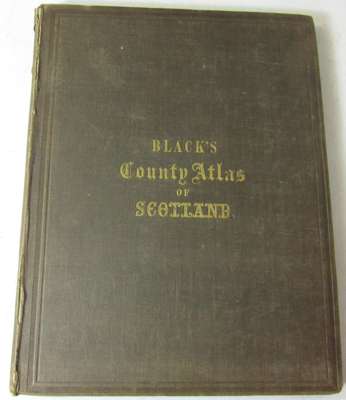 BLACK'S
County Atlas
OF
SCOTLAND.